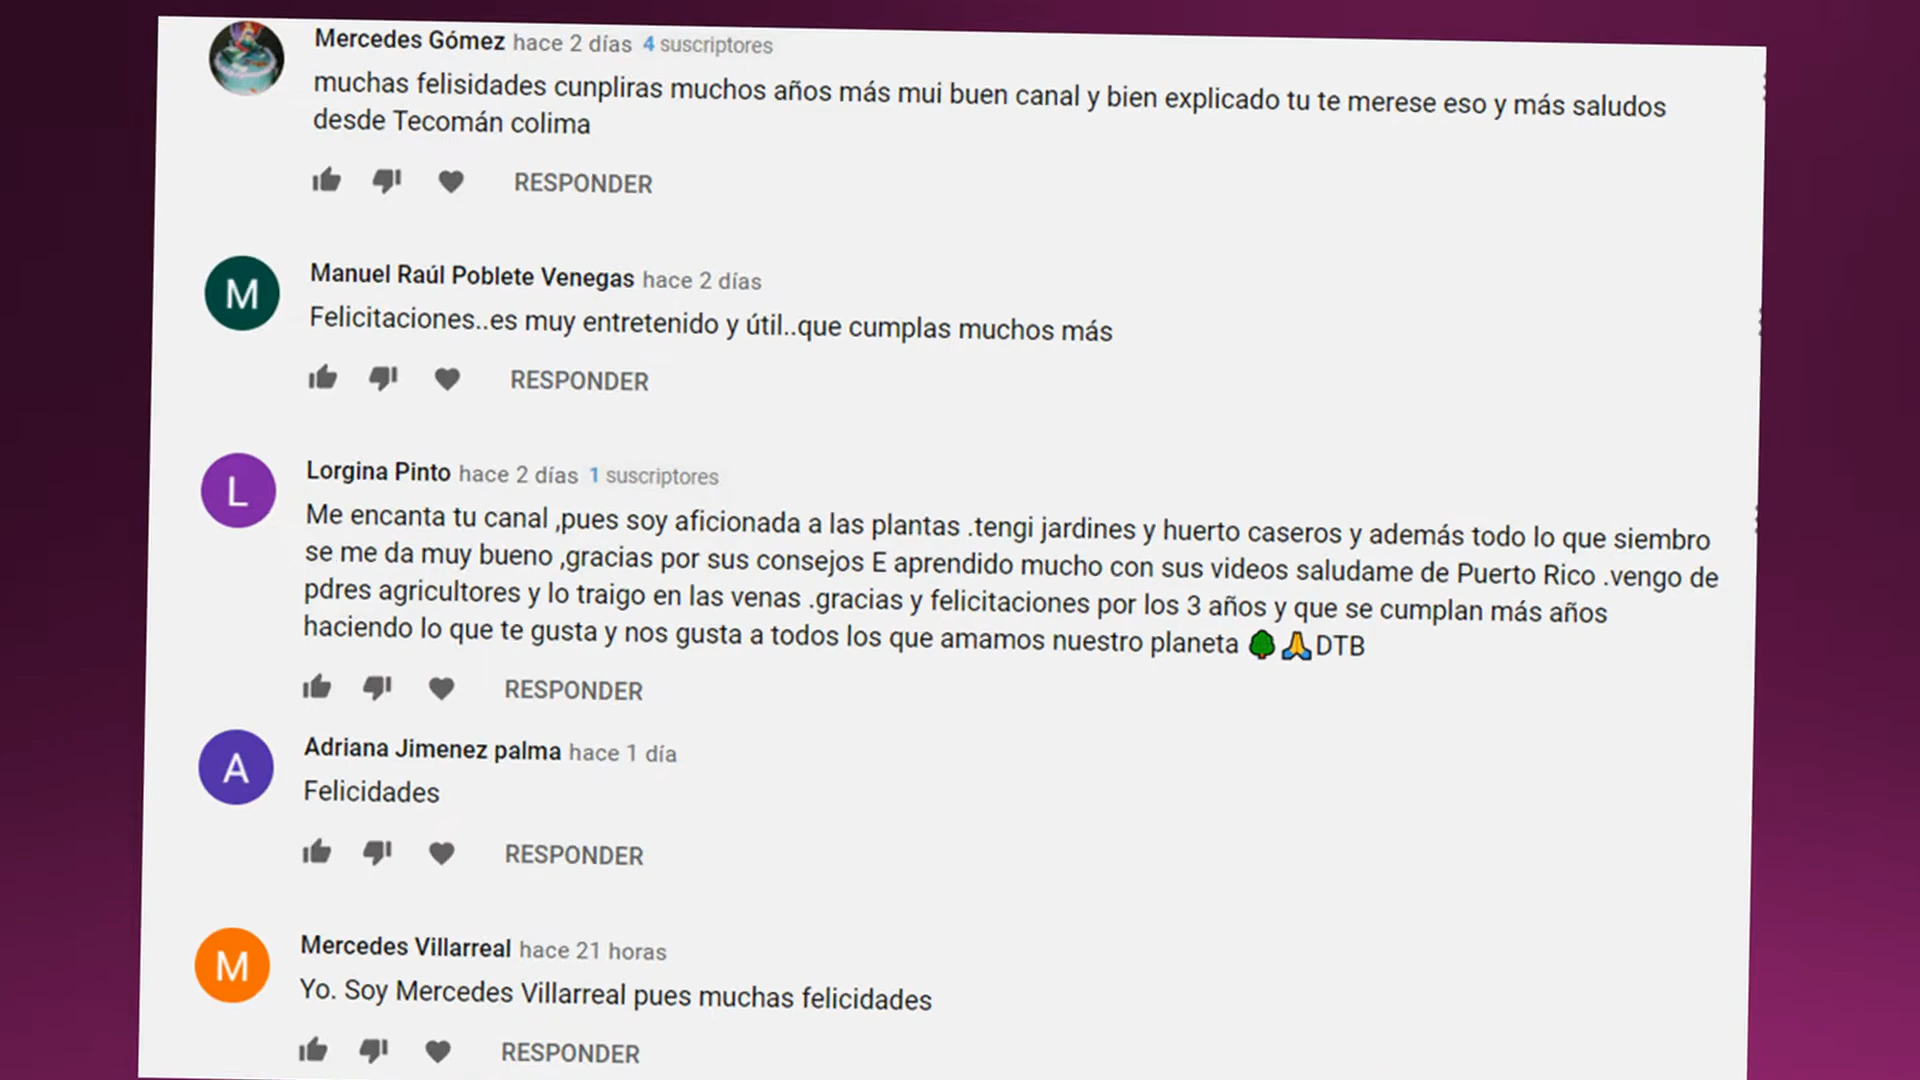 Mercedes Gómez hace 2 días 4 suscriptores
muchas felisidades cunpliras muchos años más mui buen canal y bien explicado tu te merese eso y más saludos
desde Tecomán colima
RESPONDER
M
Manuel Raúl Poblete Venegas hace 2 días
Felicitaciones..es muy entretenido y útil..que cumplas muchos más
RESPONDER
L
Lorgina Pinto hace 2 días 1 suscriptores
Me encanta tu canal ,pues soy aficionada a las plantas .tengi jardines y huerto caseros y además todo lo que siembro
se me da muy bueno ,gracias por sus consejos E aprendido mucho con sus videos saludame de Puerto Rico .vengo de
pdres agricultores y lo traigo en las venas .gracias y felicitaciones por los 3 años y que se cumplan más años
haciendo lo que te gusta y nos gusta a todos los que amamos nuestro planeta 🌳🙏DTB
RESPONDER
A
Adriana Jimenez palma hace 1 día
Felicidades
RESPONDER
M
Mercedes Villarreal hace 21 horas
Yo. Soy Mercedes Villarreal pues muchas felicidades
RESPONDER